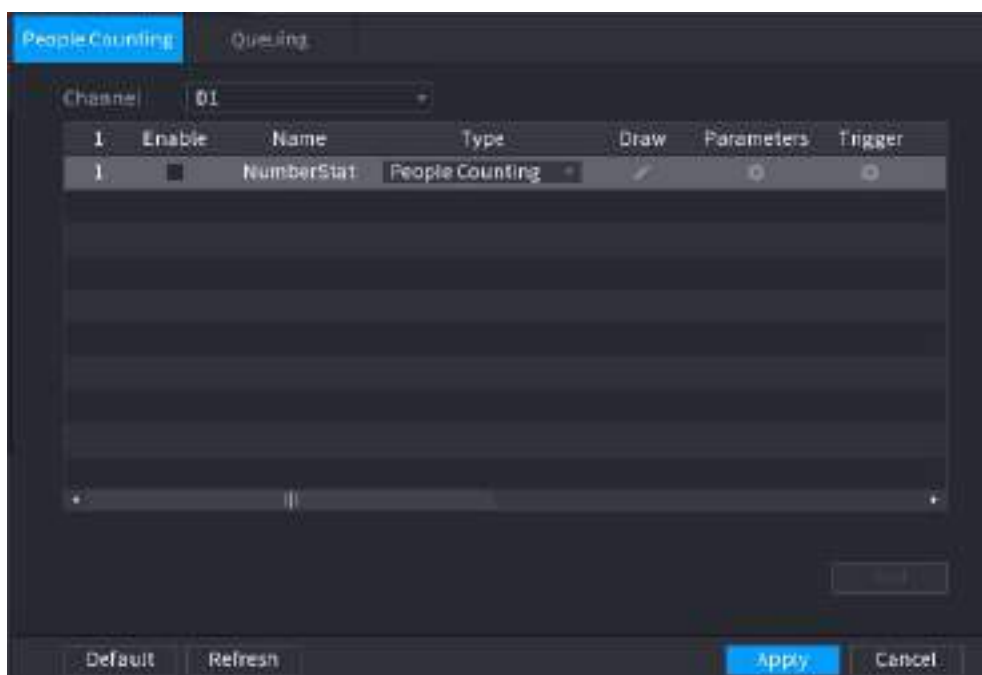 People Counting Queuing
Channel D1
1 Enable Name Type Draw Parameters Trigger
1 NumberStat People Counting
Default Refresh Apply Cancel